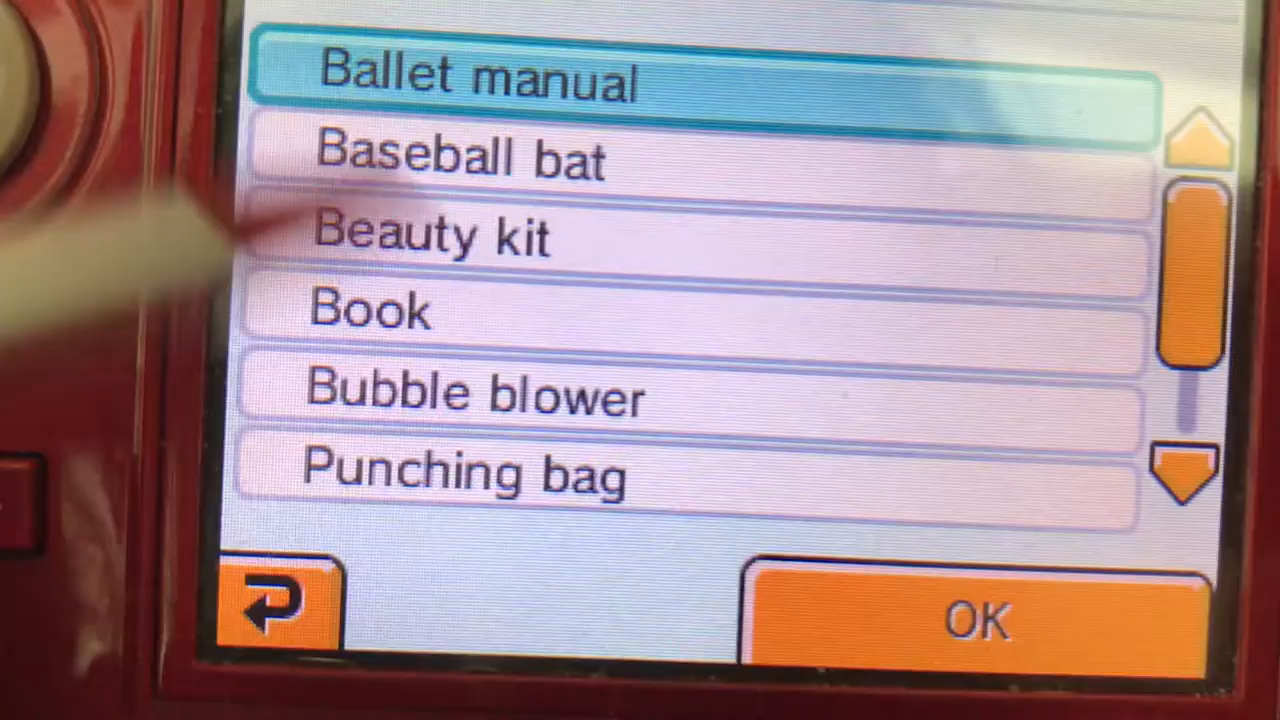 Ballet manual
Baseball bat
Beauty kit
Book
Bubble blower
Punching bag
OK